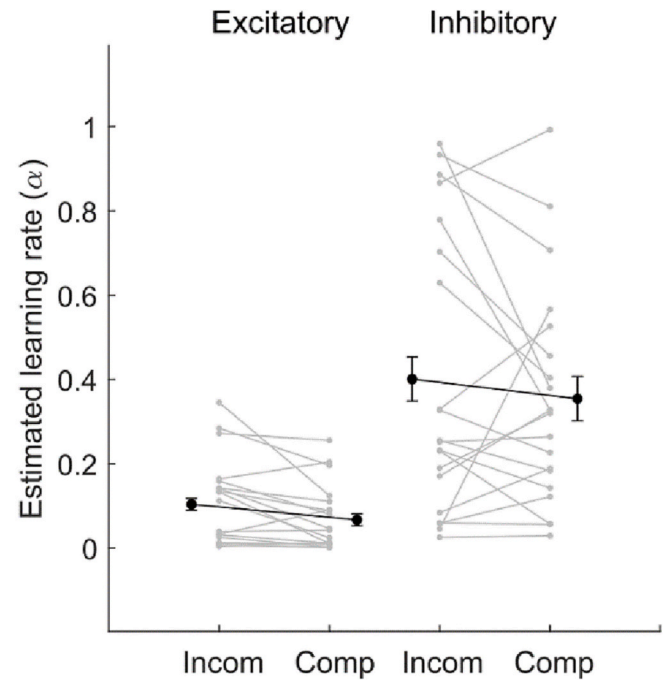 Excitatory Inhibitory
Estimated learning rate (α)
1
0.8
0.6
0.4
0.2
0
Incom Comp Incom Comp